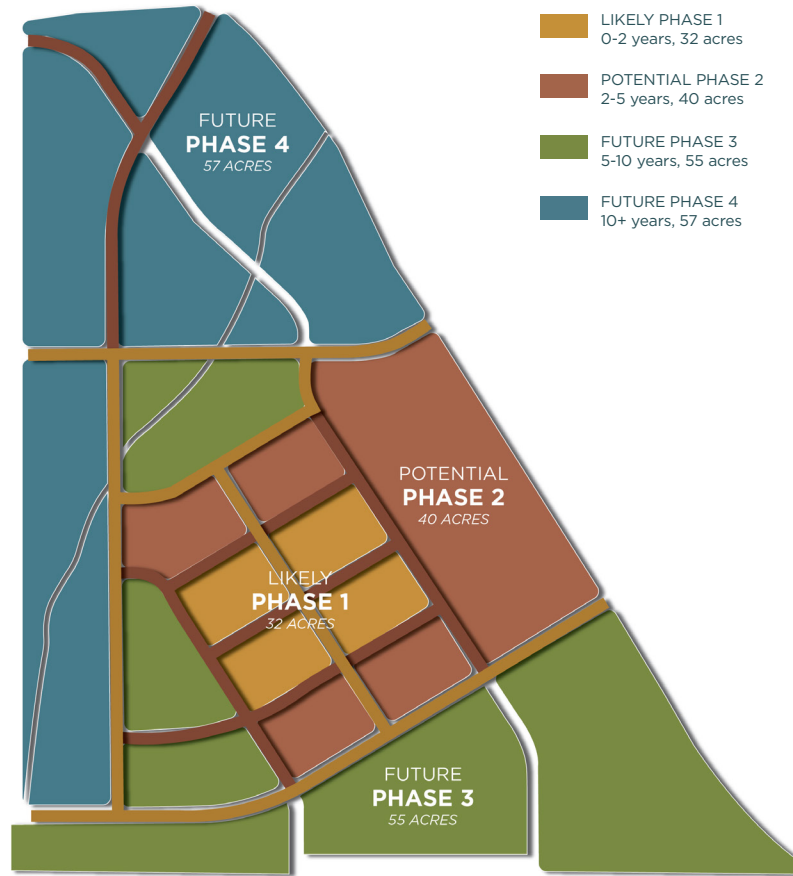 LIKELY PHASE 1
0-2 years, 32 acres
POTENTIAL PHASE 2
2-5 years, 40 acres
FUTURE PHASE 3
5-10 years, 55 acres
FUTURE PHASE 4
10+ years, 57 acres
FUTURE
PHASE 4
57 ACRES
POTENTIAL
PHASE 2
40 ACRES
LIKELY
PHASE 1
32 ACRES
FUTURE
PHASE 3
55 ACRES